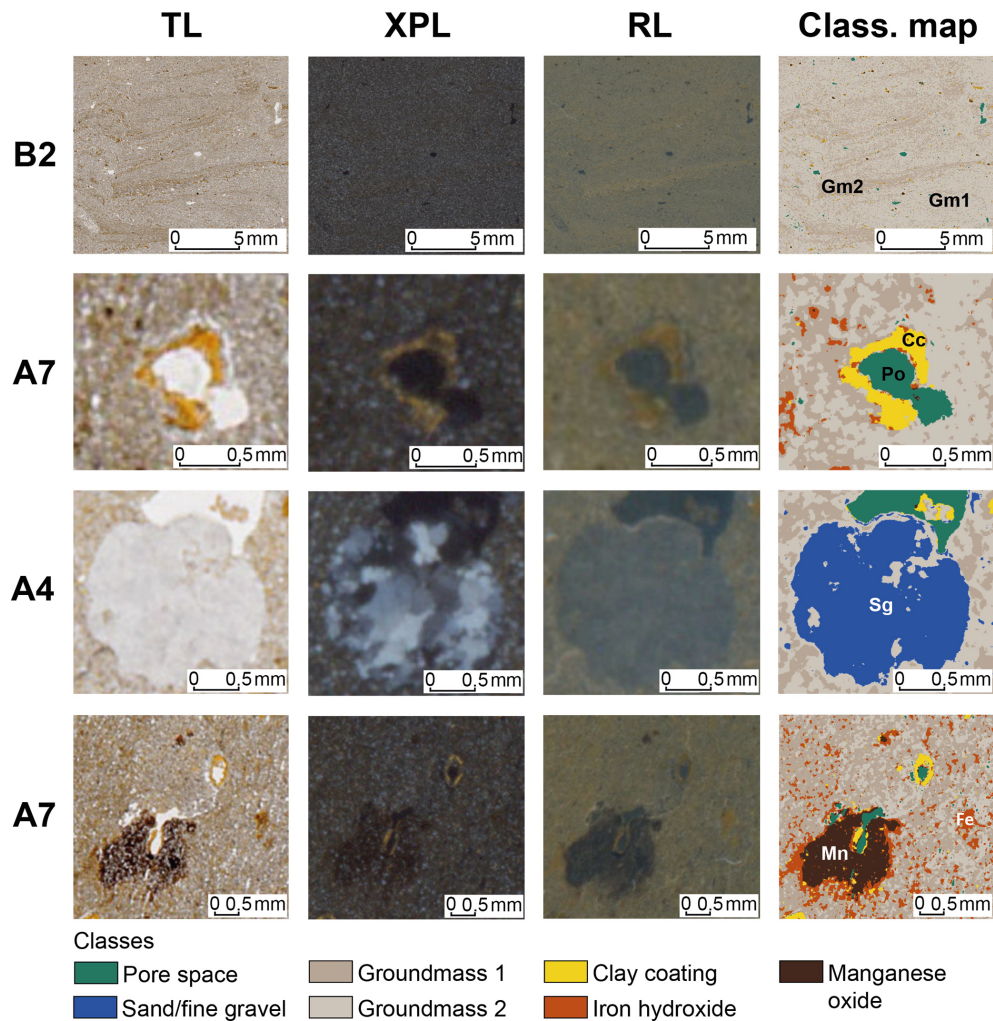 TL XPL RL Class. map
B2
Gm2
Gm1
0 5 mm 0 5 mm 0 5 mm 0 5 mm
A7
Cc
Po
0 0.5 mm 0 0.5 mm 0 0.5 mm 0 0.5 mm
A4
Sg
0 0.5 mm 0 0.5 mm 0 0.5 mm 0 0.5 mm
A7
Fe
Mn
0 0.5 mm 0 0.5 mm 0 0.5 mm 0 0.5 mm
Classes
Pore space Groundmass 1 Clay coating Manganese
oxide
Sand/fine gravel Groundmass 2 Iron hydroxide